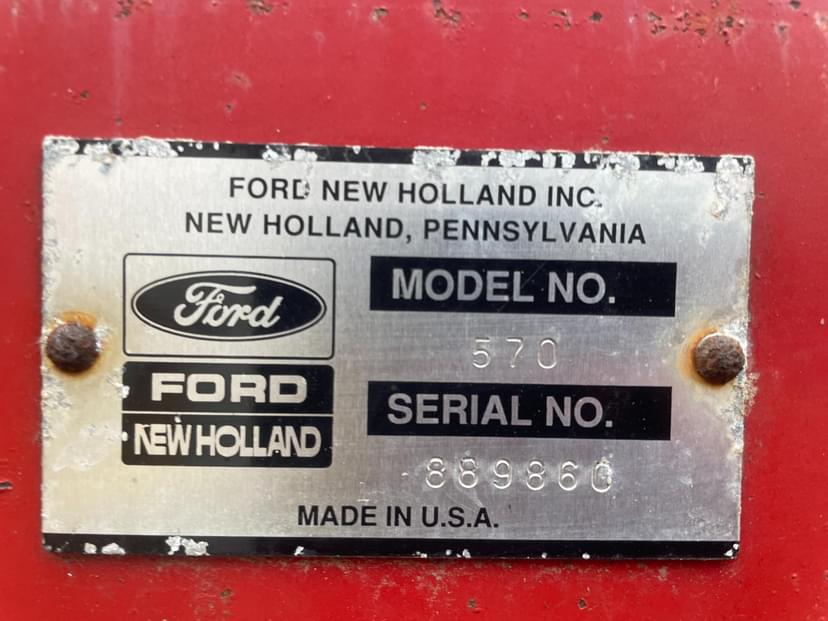 FORD NEW HOLLAND INC.
NEW HOLLAND, PENNSYLVANIA
Ford
FORD
NEW HOLLAND
MODEL NO.
570
SERIAL NO.
889860
MADE IN U.S.A.